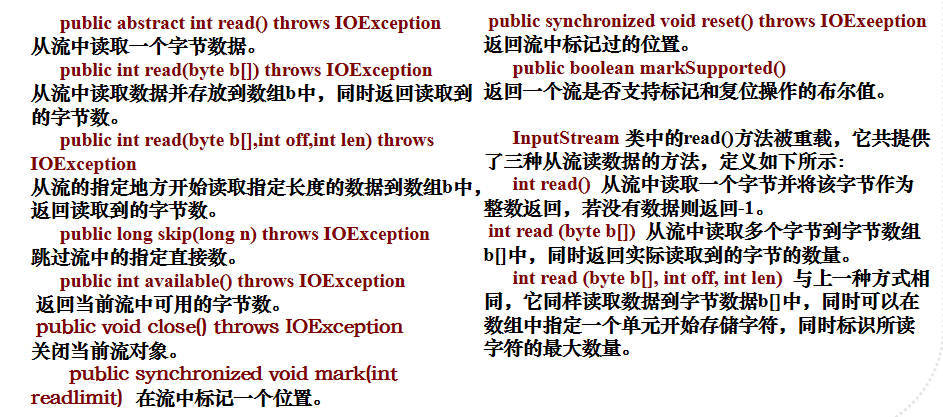 public abstract int read() throws IOException
从流中读取一个字节数据。
public int read(byte b[]) throws IOException
从流中读取数据并存放到数组b中，同时返回读取到
的字节数。
public int read(byte b[],int off,int len) throws
IOException
从流的指定地方开始读取指定长度的数据到数组b中，
返回读取到的字节数。
public long skip(long n) throws IOException
跳过流中的指定直接数。
public int available() throws IOException
返回当前流中可用的字节数。
public void close() throws IOException
关闭当前流对象。
public synchronized void mark(int
readlimit) 在流中标记一个位置。
public synchronized void reset() throws IOExeeption
返回流中标记过的位置。
public boolean markSupported()
返回一个流是否支持标记和复位操作的布尔值。
InputStream 类中的read()方法被重载，它共提供
了三种从流读数据的方法，定义如下所示：
int read() 从流中读取一个字节并将该字节作为
整数返回，若没有数据则返回-1。
int read (byte b[]) 从流中读取多个字节到字节数组
b[]中，同时返回实际读取到的字节的数量。
int read (byte b[], int off, int len) 与上一种方式相
同，它同样读取数据到字节数据b[]中，同时可以在
数组中指定一个单元开始存储字符，同时标识所读
字符的最大数量。